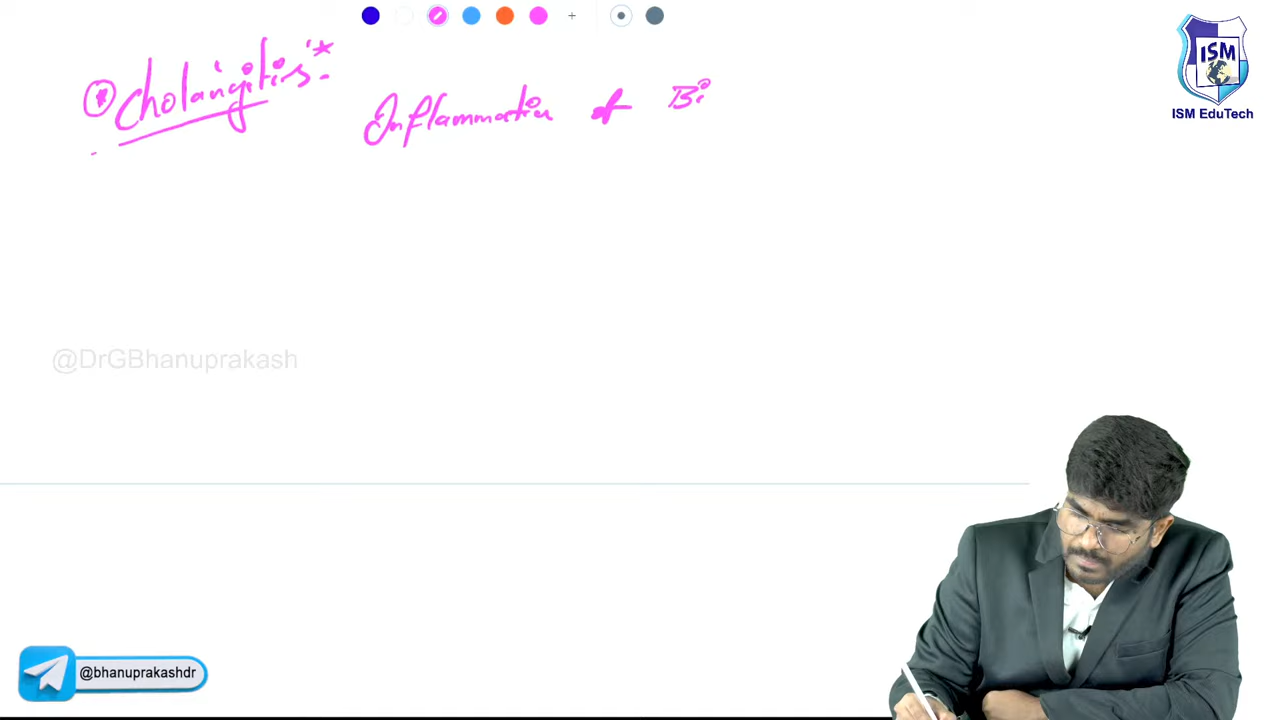 Cholangitis:
Inflammation of Bi
ISM
ISM EduTech
@DrGBhanuprakash
@bhanuprakashdr